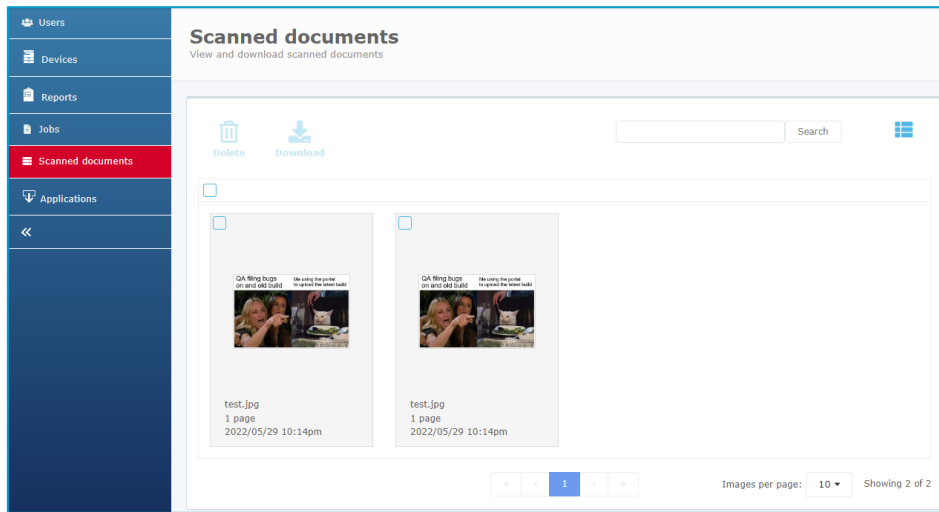 Users
Devices
Reports
Jobs
Scanned documents
Applications
«
Scanned documents
View and download scanned documents
Delete
Download
Search
QA filing bugs
on and old build
Me using the portal
to upload the latest build
test.jpg
1 page
2022/05/29 10:14pm
QA filing bugs
on and old build
Me using the portal
to upload the latest build
test.jpg
1 page
2022/05/29 10:14pm
« ‹ 1 › »
Images per page: 10
Showing 2 of 2